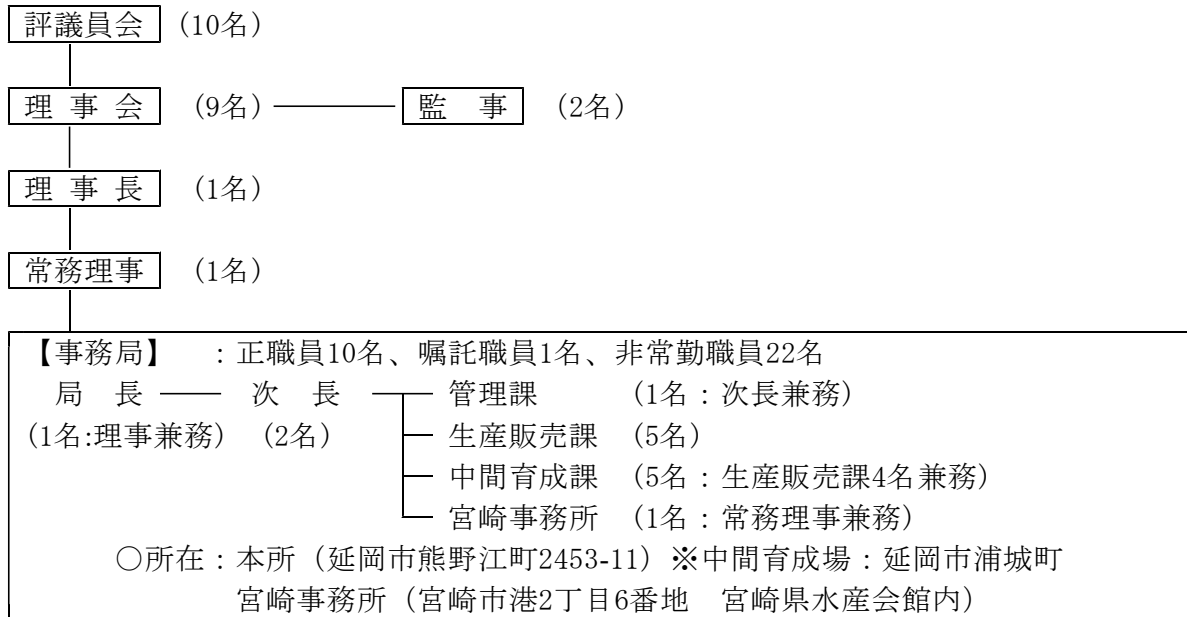 評議員会 (10名)
理 事 会 (9名) 監 事 (2名)
理 事 長 (1名)
常務理事 (1名)
【事務局】 :正職員10名、嘱託職員1名、非常勤職員22名
局 長 次 長 管理課 (1名:次長兼務)
(1名:理事兼務) (2名) 生産販売課 (5名)
中間育成課 (5名:生産販売課4名兼務)
宮崎事務所 (1名:常務理事兼務)
○所在:本所(延岡市熊野江町2453-11)※中間育成場:延岡市浦城町
宮崎事務所(宮崎市港2丁目6番地 宮崎県水産会館内)